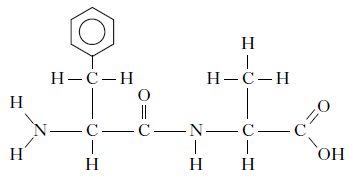 H
H–C–H H–C–H
H O O
N–C–C–N–C–C
H H H H OH